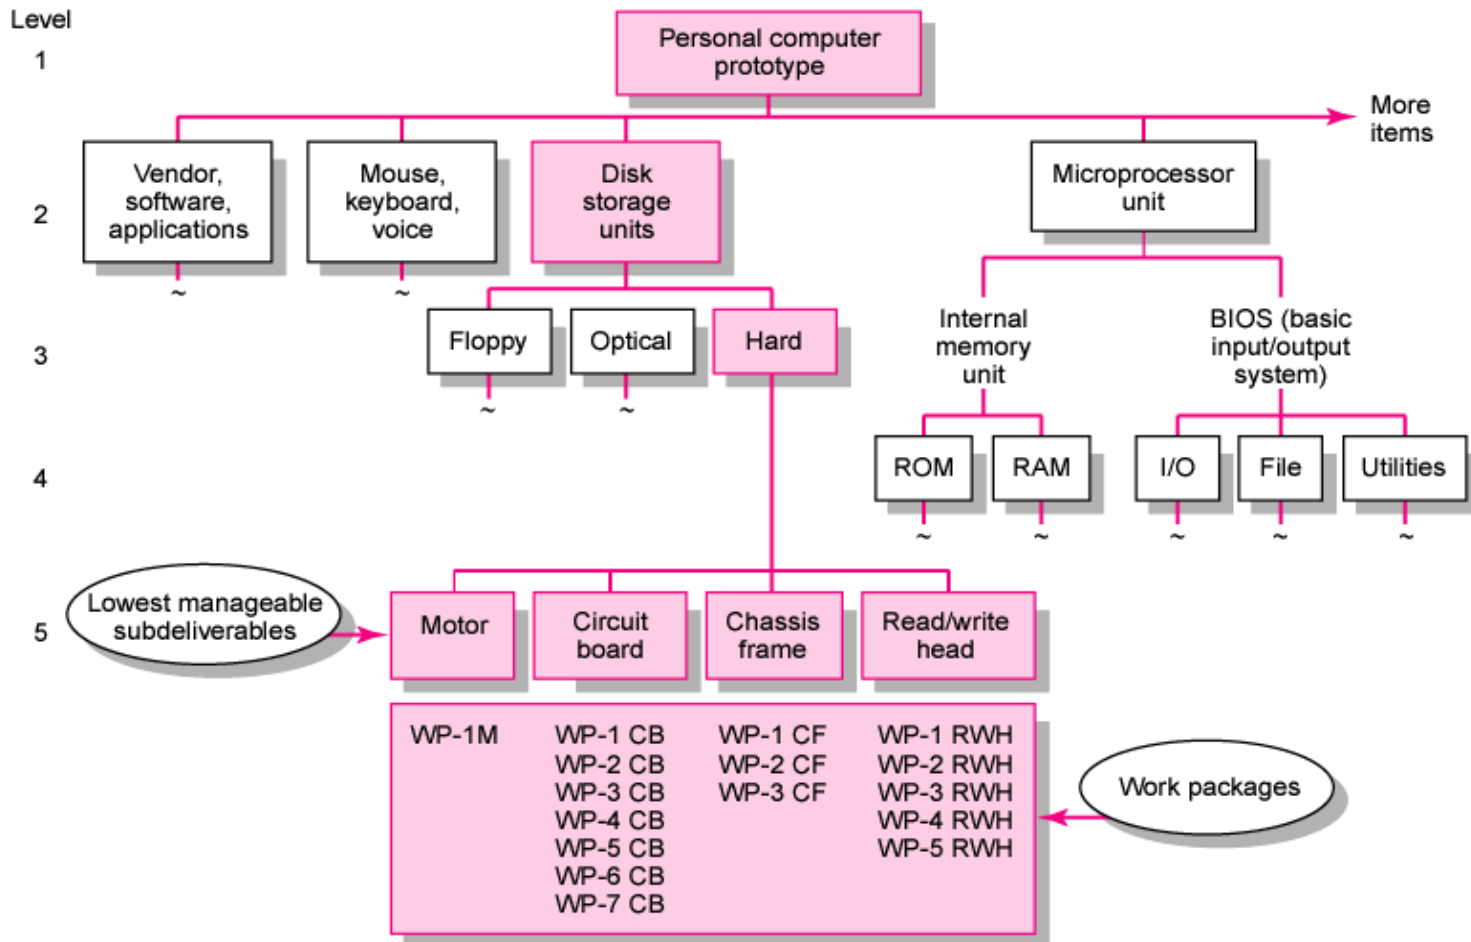 Level
1
Personal computer
prototype
More
items
2
Vendor,
software,
applications
~
Mouse,
keyboard,
voice
~
Disk
storage
units
Microprocessor
unit
3
Floppy
~
Optical
~
Hard
Internal
memory
unit
BIOS (basic
input/output
system)
4
ROM
~
RAM
~
I/O
~
File
~
Utilities
~
Lowest manageable
subdeliverables
5
Motor
Circuit
board
Chassis
frame
Read/write
head
WP-1M
WP-1 CB
WP-2 CB
WP-3 CB
WP-4 CB
WP-5 CB
WP-6 CB
WP-7 CB
WP-1 CF
WP-2 CF
WP-3 CF
WP-1 RWH
WP-2 RWH
WP-3 RWH
WP-4 RWH
WP-5 RWH
Work packages